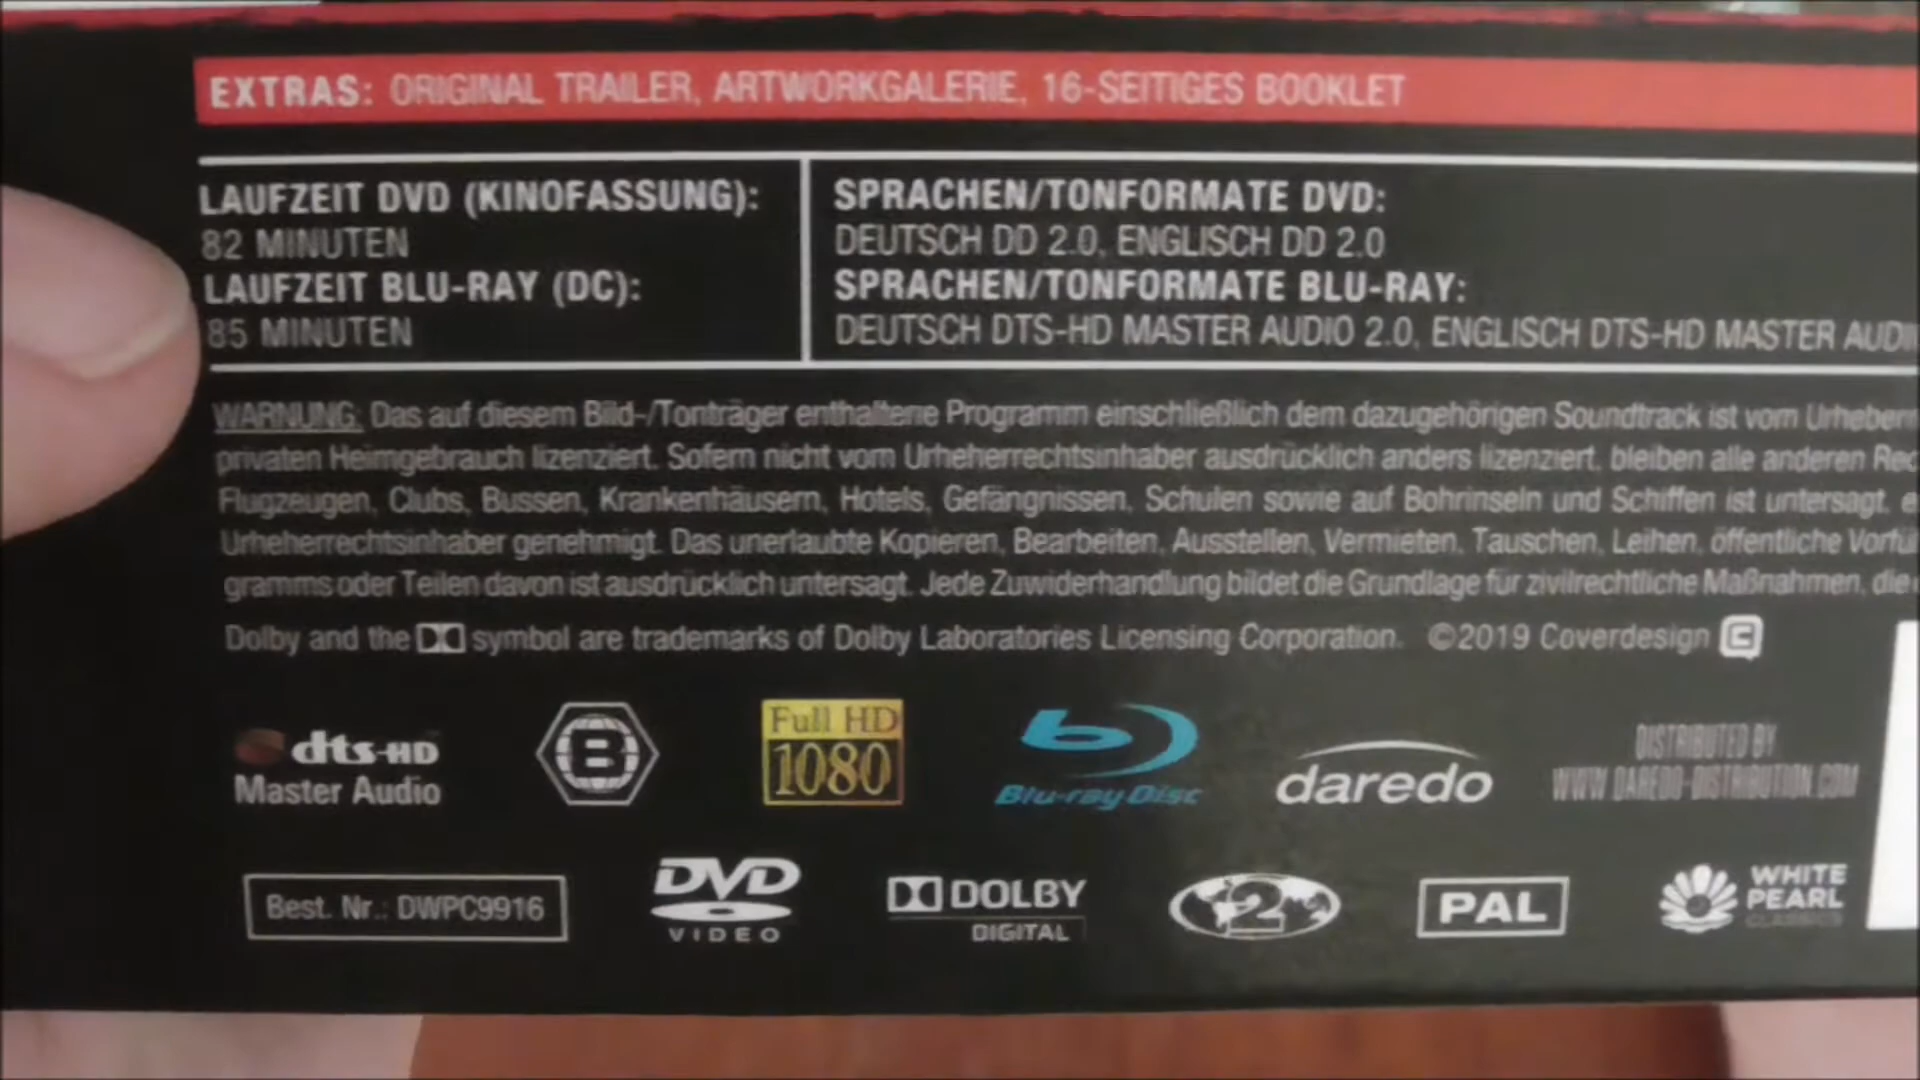 EXTRAS: ORIGINAL TRAILER, ARTWORKGALERIE, 16-SEITIGES BOOKLET
LAUFZEIT DVD (KINOFASSUNG):
82 MINUTEN
LAUFZEIT BLU-RAY (DC):
85 MINUTEN
SPRACHEN/TONFORMATE DVD:
DEUTSCH DD 2.0, ENGLISCH DD 2.0
SPRACHEN/TONFORMATE BLU-RAY:
DEUTSCH DTS-HD MASTER AUDIO 2.0, ENGLISCH DTS-HD MASTER
WARNUNG: Das auf diesem Bild-/Tonträger enthaltene Programm einschließlich dem dazugehörigen Soundtrack ist vom
privaten Heimgebrauch lizenziert. Sofern nicht vom Urheherrechtsinhaber ausdrücklich anders lizenziert, bleiben alle anderen
Flugzeugen, Clubs, Bussen, Krankenhäusern, Hotels, Gefängnissen, Schulen sowie auf Bohrinseln und Schiffen ist untersagt,
Urheherrechtsinhaber genehmigt. Das unerlaubte Kopieren, Bearbeiten, Ausstellen, Vermieten, Tauschen, Leihen, öffentliche
gramms oder Teilen davon ist ausdrücklich untersagt. Jede Zuwiderhandlung bildet die Grundlage für zivilrechtliche Maßnahmen, die
Dolby and the symbol are trademarks of Dolby Laboratories Licensing Corporation. ©2019 Coverdesign C
dts-HD
Master Audio
B
Full HD
1080
Blu-ray Disc
daredo
DISTRIBUTED BY
WWW.DAREDO-DISTRIBUTION.COM
Best. Nr.: DWPC9916
DVD
VIDEO
DOLBY
DIGITAL
2
PAL
WHITE
PEARL
CLASSICS